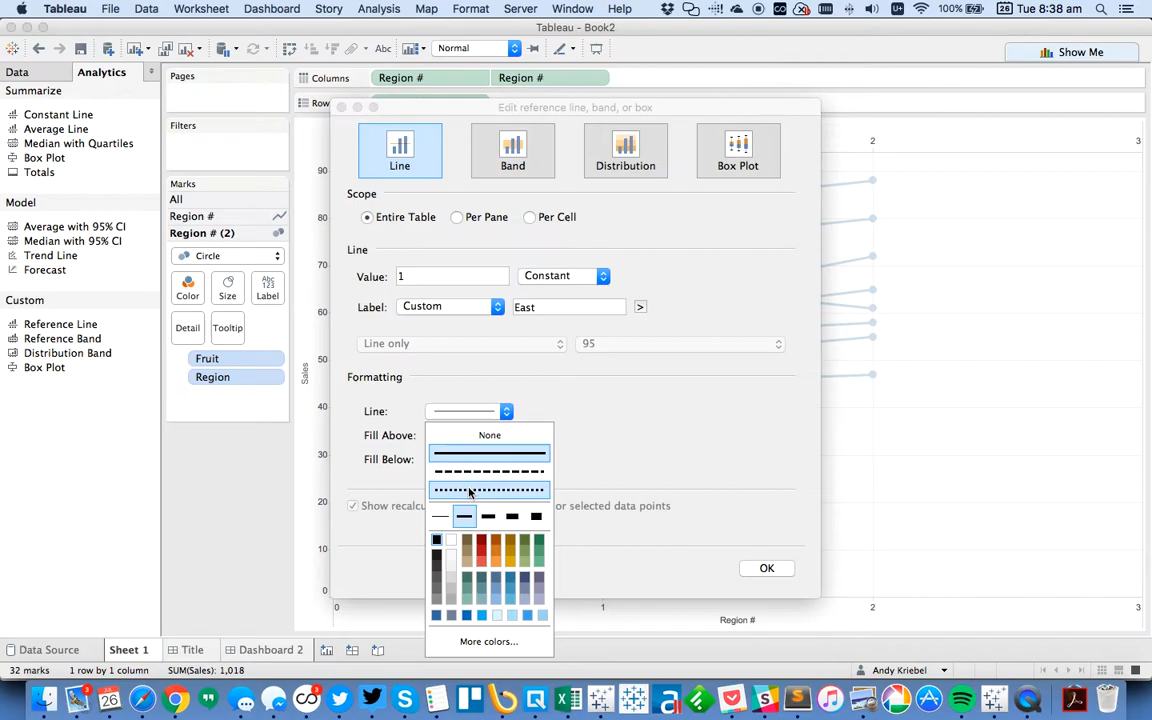 Tableau File Data Worksheet Dashboard Story Analysis Map Format Server Window Help 100% 26 Tue 8:38 am
Tableau - Book2
Abc Normal Show Me
Data Analytics
Pages
Columns Region # Region #
Summarize
Constant Line
Average Line
Median with Quartiles
Box Plot
Totals
Model
Average with 95% CI
Median with 95% CI
Trend Line
Forecast
Custom
Reference Line
Reference Band
Distribution Band
Box Plot
Filters
Marks
All
Region #
Region # (2)
Circle
Color Size Abc 123 Label
Detail Tooltip
Fruit
Region
Rows
Edit reference line, band, or box
Line Band Distribution Box Plot
Scope
Entire Table Per Pane Per Cell
Line
Value: 1 Constant
Label: Custom East >
Line only 95
Formatting
Line:
Fill Above:
Fill Below:
None
More colors...
Show recalcu or selected data points
OK
2 3
Sales
90
80
70
65
60
50
40
30
20
10
0
0 1 2 3
Region #
Data Source Sheet 1 Title Dashboard 2
32 marks 1 row by 1 column SUM(Sales): 1,018 Andy Kriebel